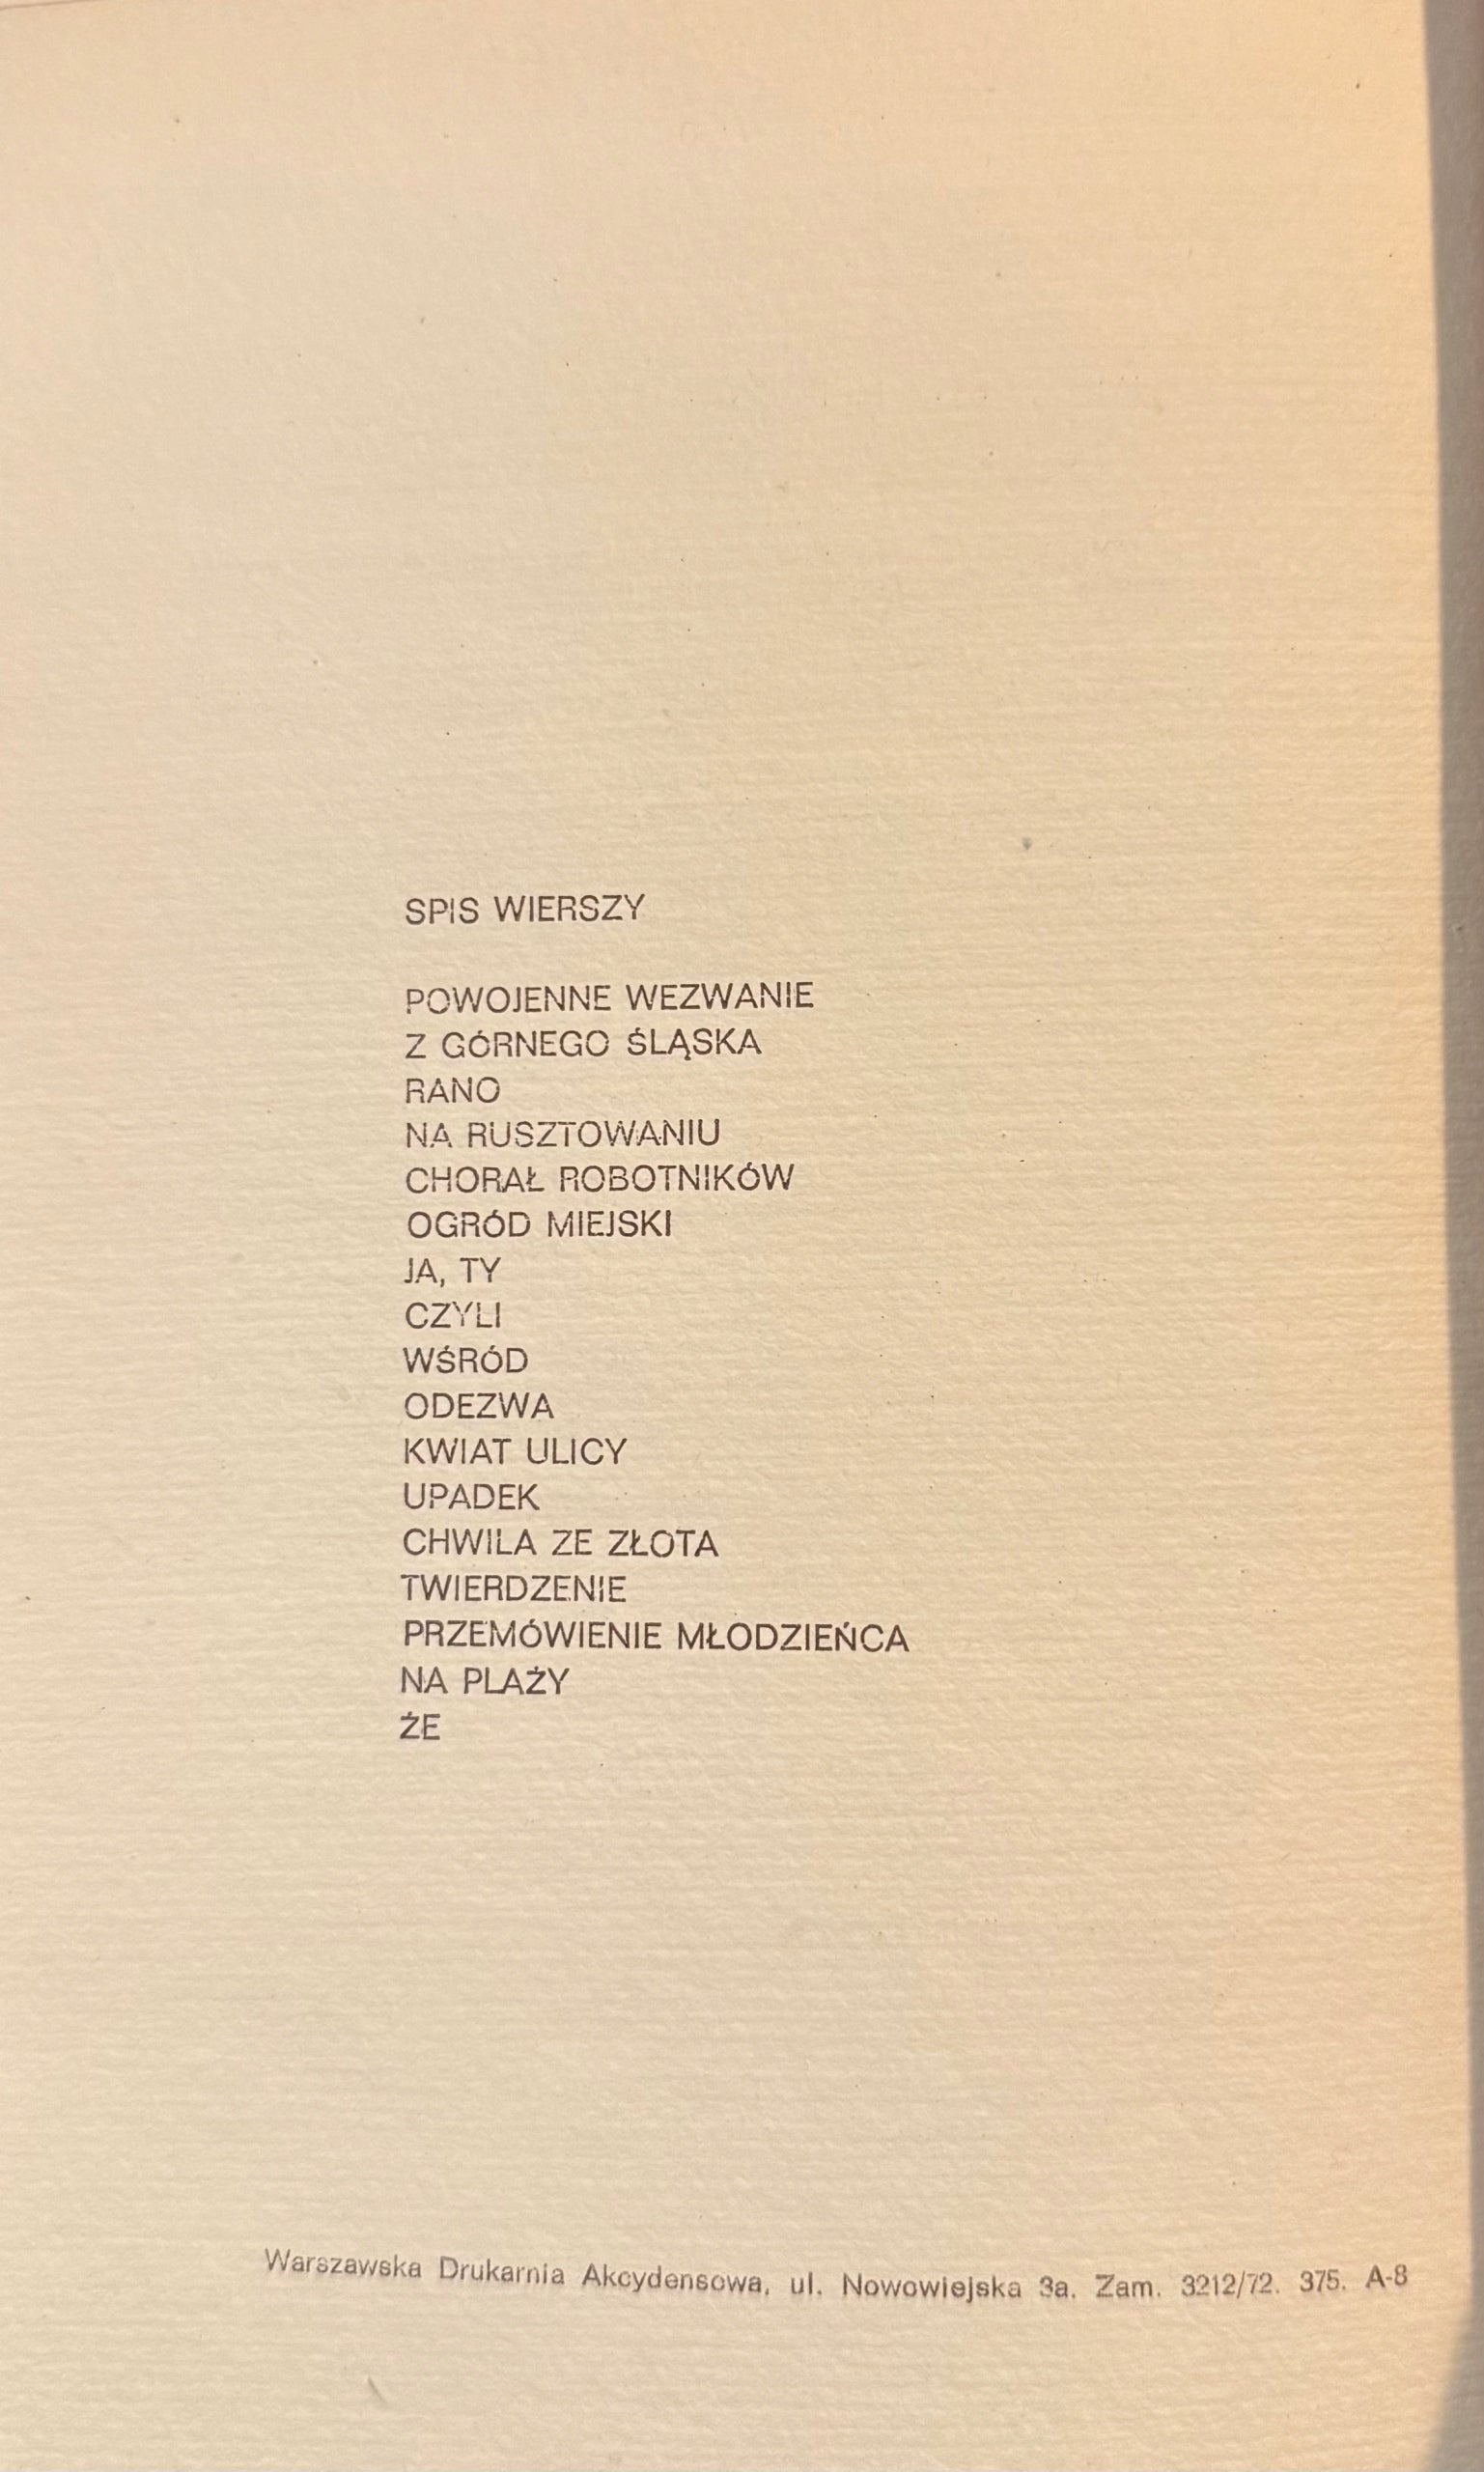 SPIS WIERSZY
POWOJENNE WEZWANIE
Z GÓRNEGO ŚLĄSKA
RANO
NA RUSZTOWANIU
CHORAŁ ROBOTNIKÓW
OGRÓD MIEJSKI
JA, TY
CZYLI
WŚRÓD
ODEZWA
KWIAT ULICY
UPADEK
CHWILA ZE ZŁOTA
TWIERDZENIE
PRZEMÓWIENIE MŁODZIEŃCA
NA PLAŻY
ŻE
Warszawska Drukarnia Akcydensowa, ul. Nowowiejska 3a. Zam. 3212/72. 375. A-8